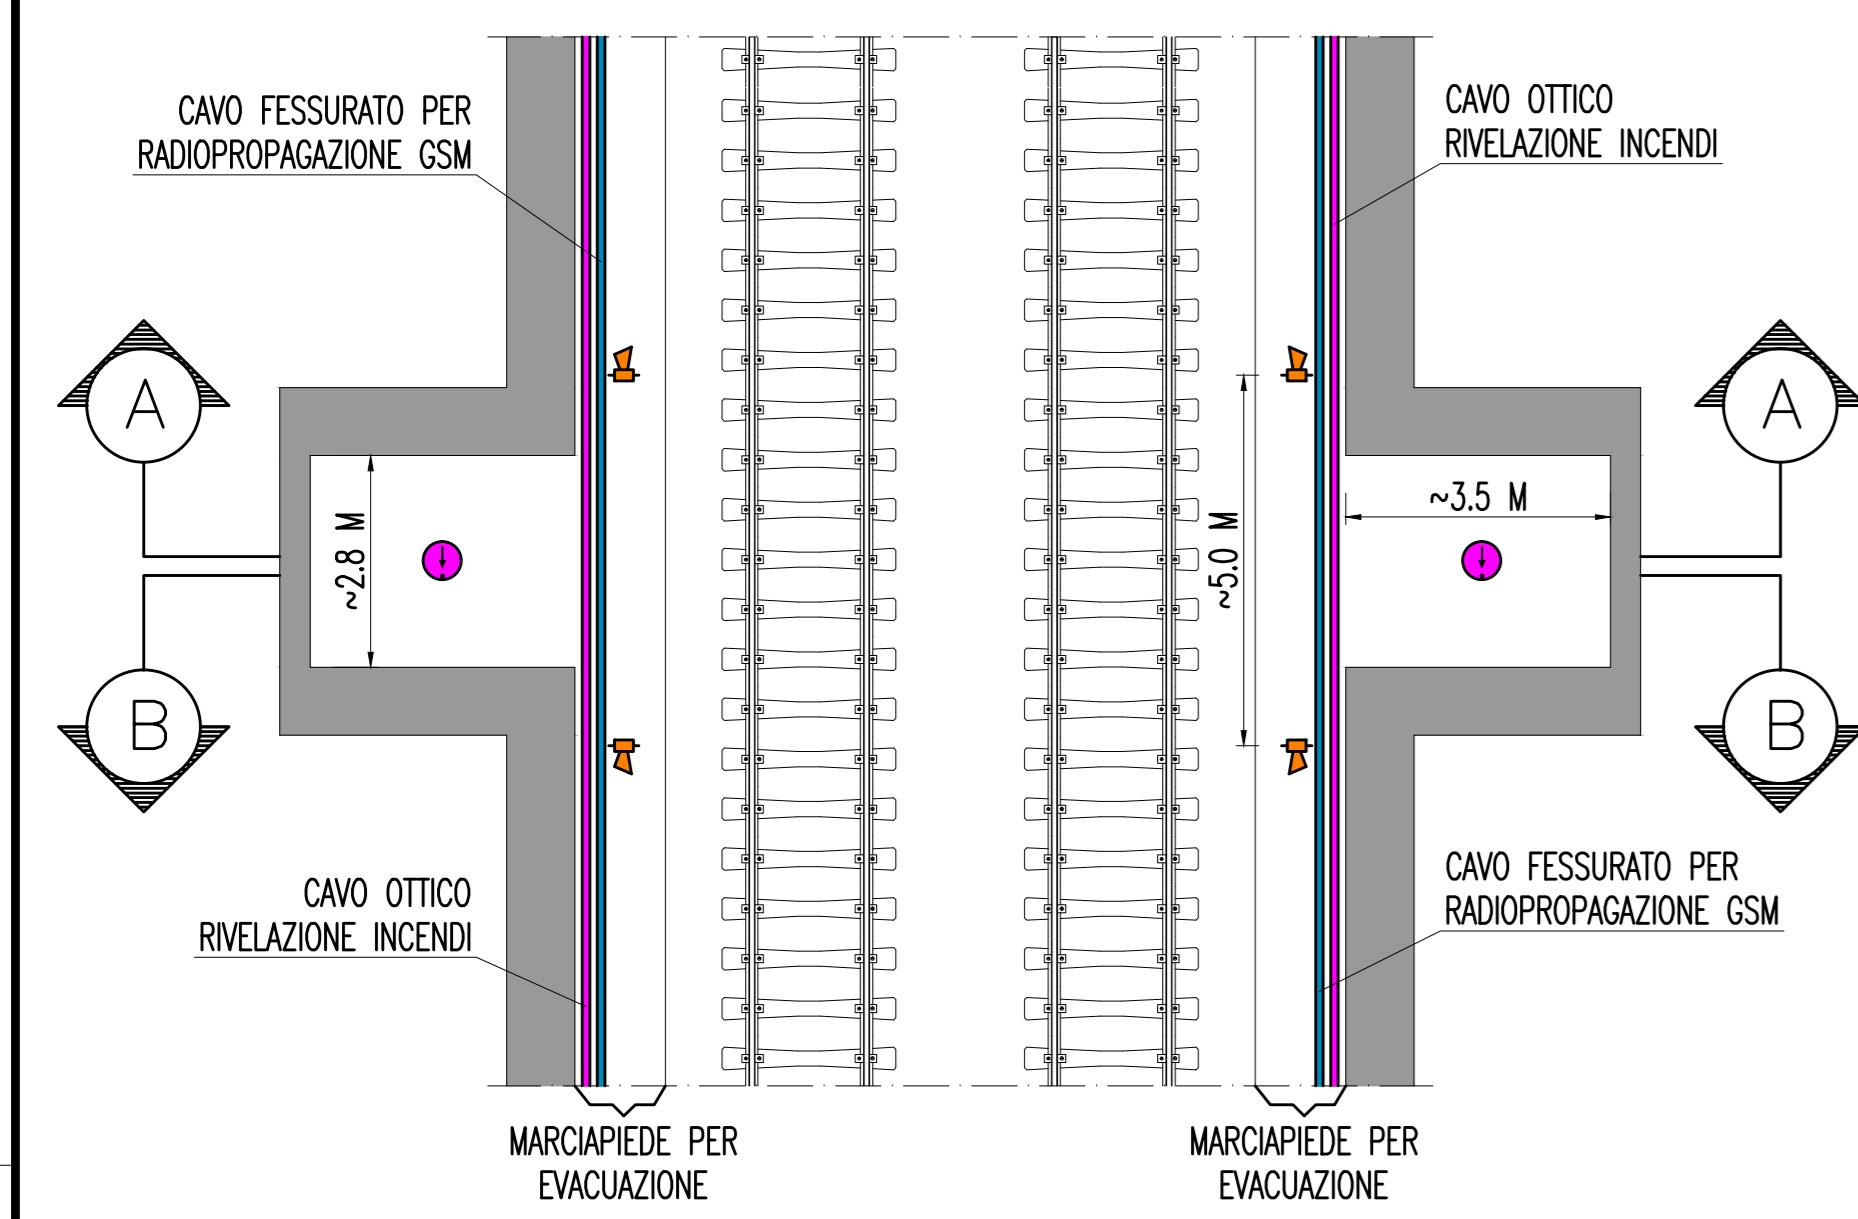 CAVO FESSURATO PER
RADIOPROPAGAZIONE GSM
CAVO OTTICO
RIVELAZIONE INCENDI
A
A
~2.8 M
~5.0 M
~3.5 M
B
B
CAVO OTTICO
RIVELAZIONE INCENDI
CAVO FESSURATO PER
RADIOPROPAGAZIONE GSM
MARCIAPIEDE PER
EVACUAZIONE
MARCIAPIEDE PER
EVACUAZIONE